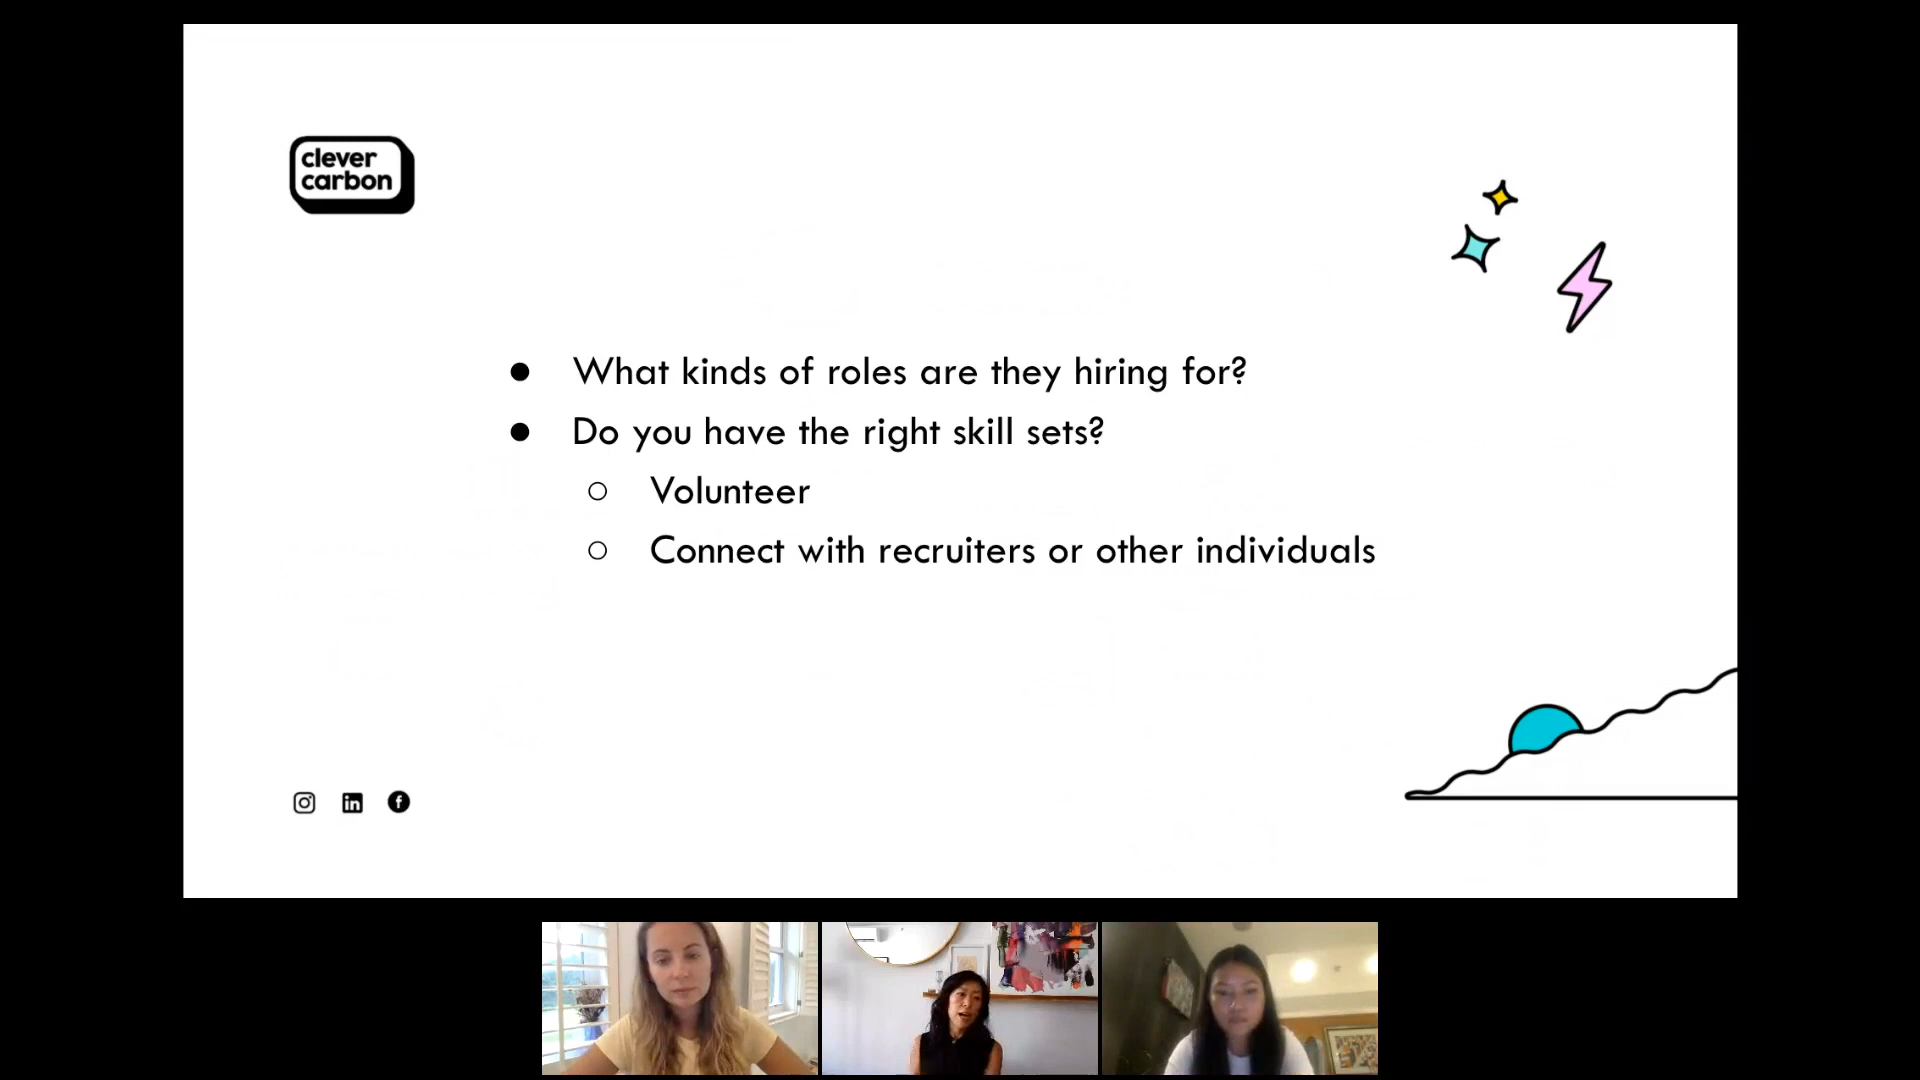 clever
carbon
● What kinds of roles are they hiring for?
● Do you have the right skill sets?
○ Volunteer
○ Connect with recruiters or other individuals
in
f